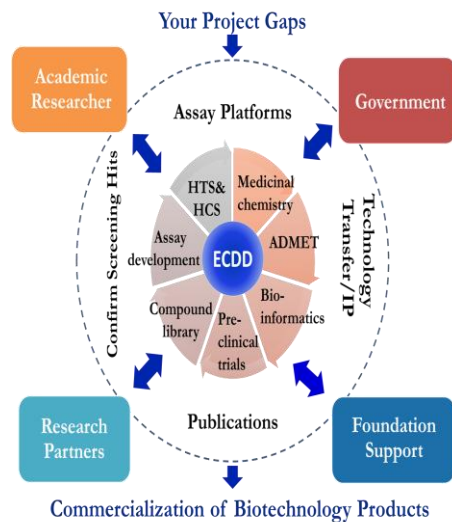 Your Project Gaps
Academic
Researcher
Government
Assay Platforms
Confirm Screening Hits
Technology
Transfer/IP
HTS&
HCS
Medicinal
chemistry
Assay
development
ECDD
ADMET
Compound
library
Pre-
clinical
trials
Bio-
informatics
Research
Partners
Publications
Foundation
Support
Commercialization of Biotechnology Products